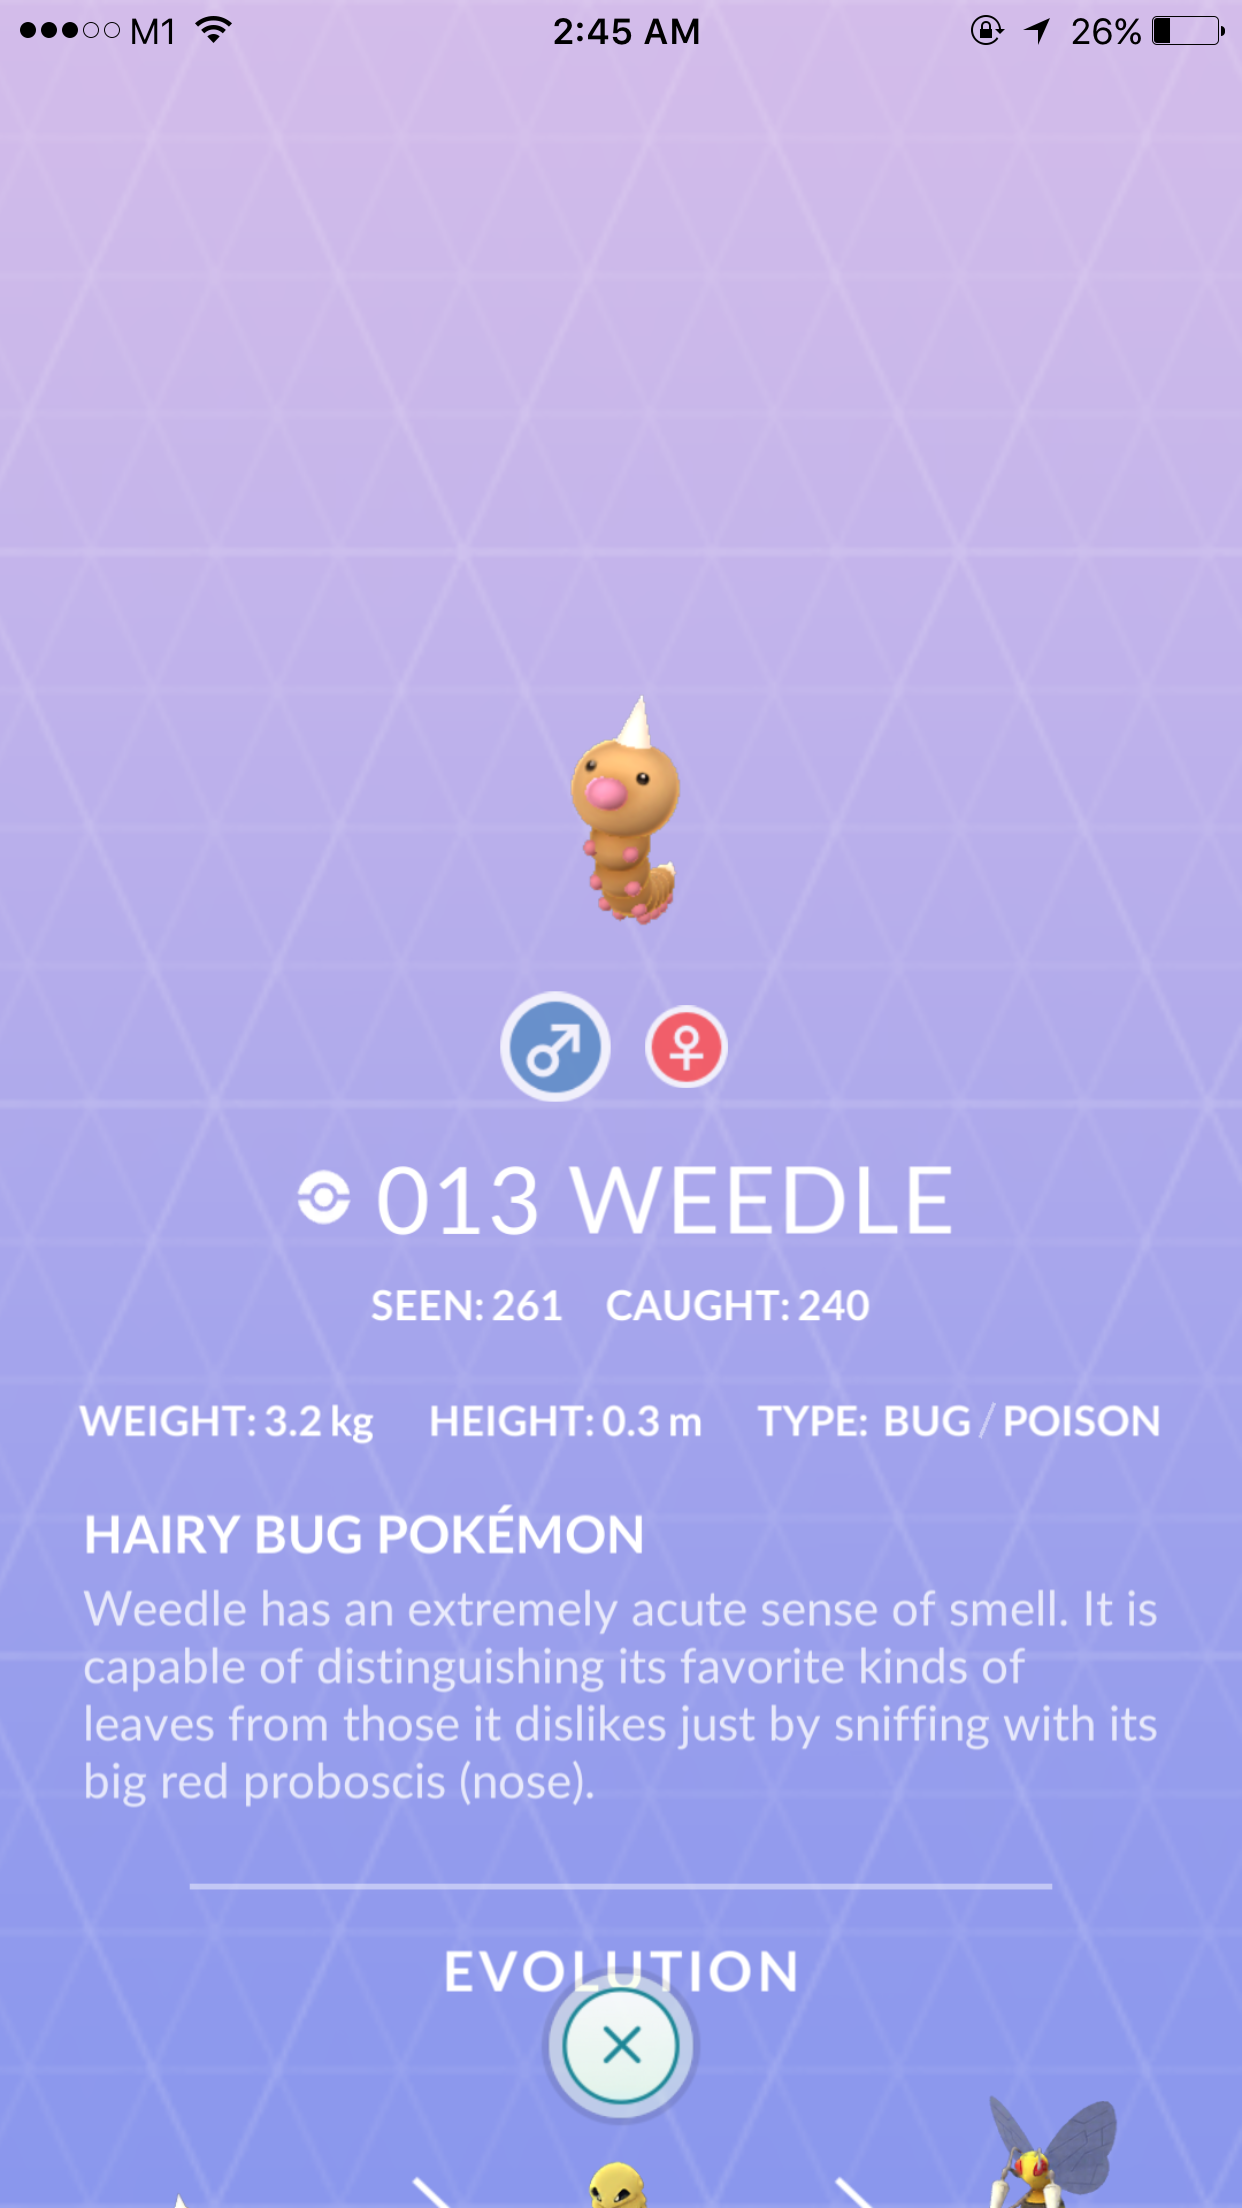 M1 2:45 AM 26%
013 WEEDLE
SEEN: 261 CAUGHT: 240
WEIGHT: 3.2 kg HEIGHT: 0.3 m TYPE: BUG / POISON
HAIRY BUG POKÉMON
Weedle has an extremely acute sense of smell. It is
capable of distinguishing its favorite kinds of
leaves from those it dislikes just by sniffing with its
big red proboscis (nose).
EVOLUTION